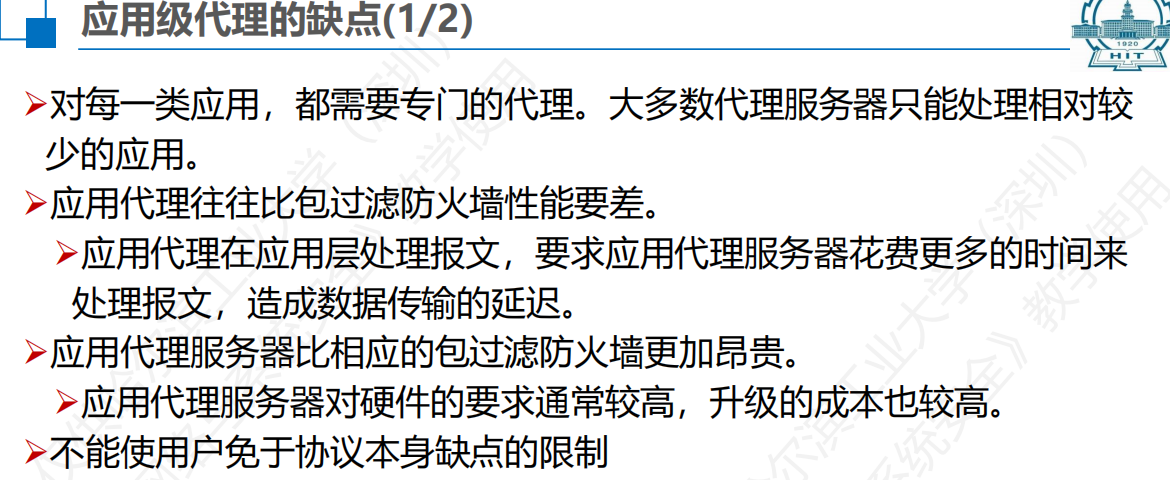 应用级代理的缺点(1/2)
1920
HIT
➢对每一类应用，都需要专门的代理。大多数代理服务器只能处理相对较
少的应用。
➢应用代理往往比包过滤防火墙性能要差。
➢应用代理在应用层处理报文，要求应用代理服务器花费更多的时间来
处理报文，造成数据传输的延迟。
➢应用代理服务器比相应的包过滤防火墙更加昂贵。
➢应用代理服务器对硬件的要求通常较高，升级的成本也较高。
➢不能使用户免于协议本身缺点的限制